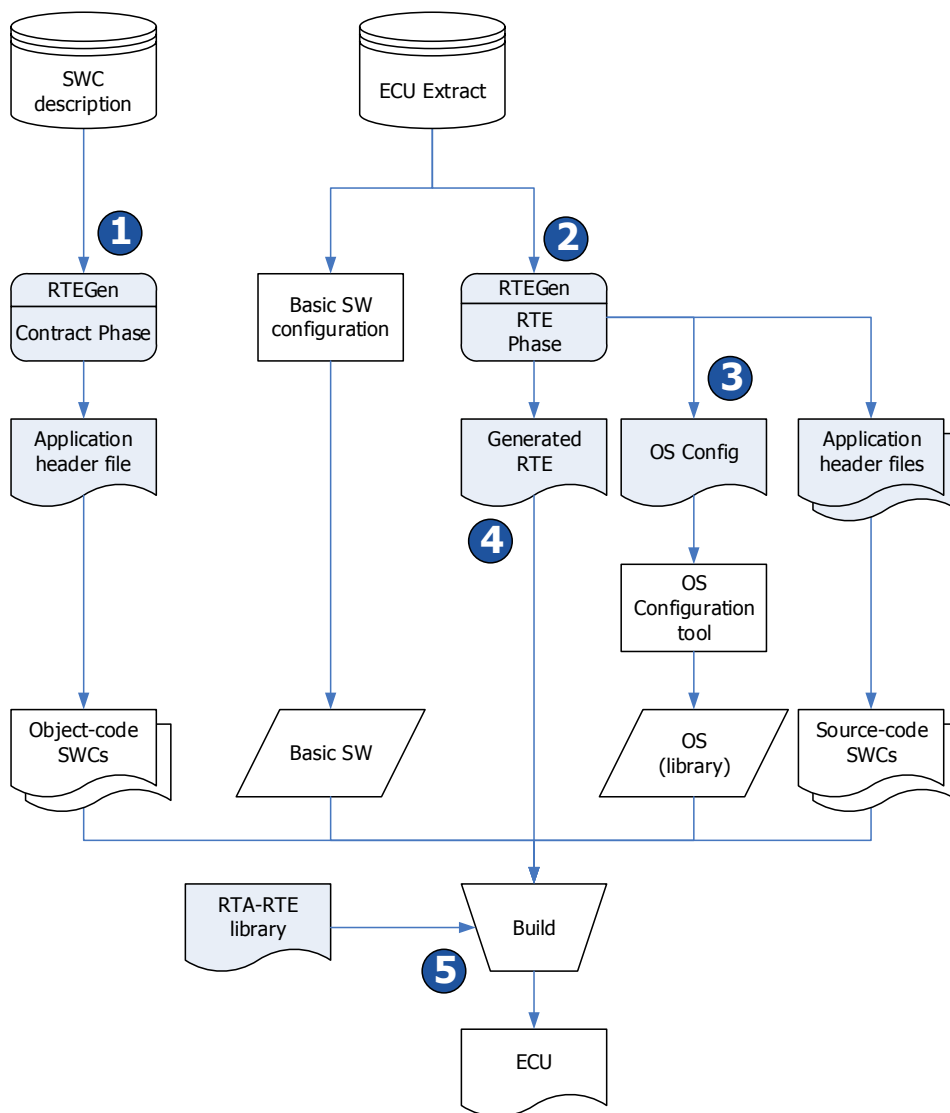 SWC
description
ECU Extract
1
2
RTEGen
Contract Phase
Basic SW
configuration
RTEGen
RTE
Phase
3
Application
header file
Generated
RTE
OS Config
Application
header files
4
OS
Configuration
tool
Object-code
SWCs
Basic SW
OS
(library)
Source-code
SWCs
RTA-RTE
library
Build
5
ECU